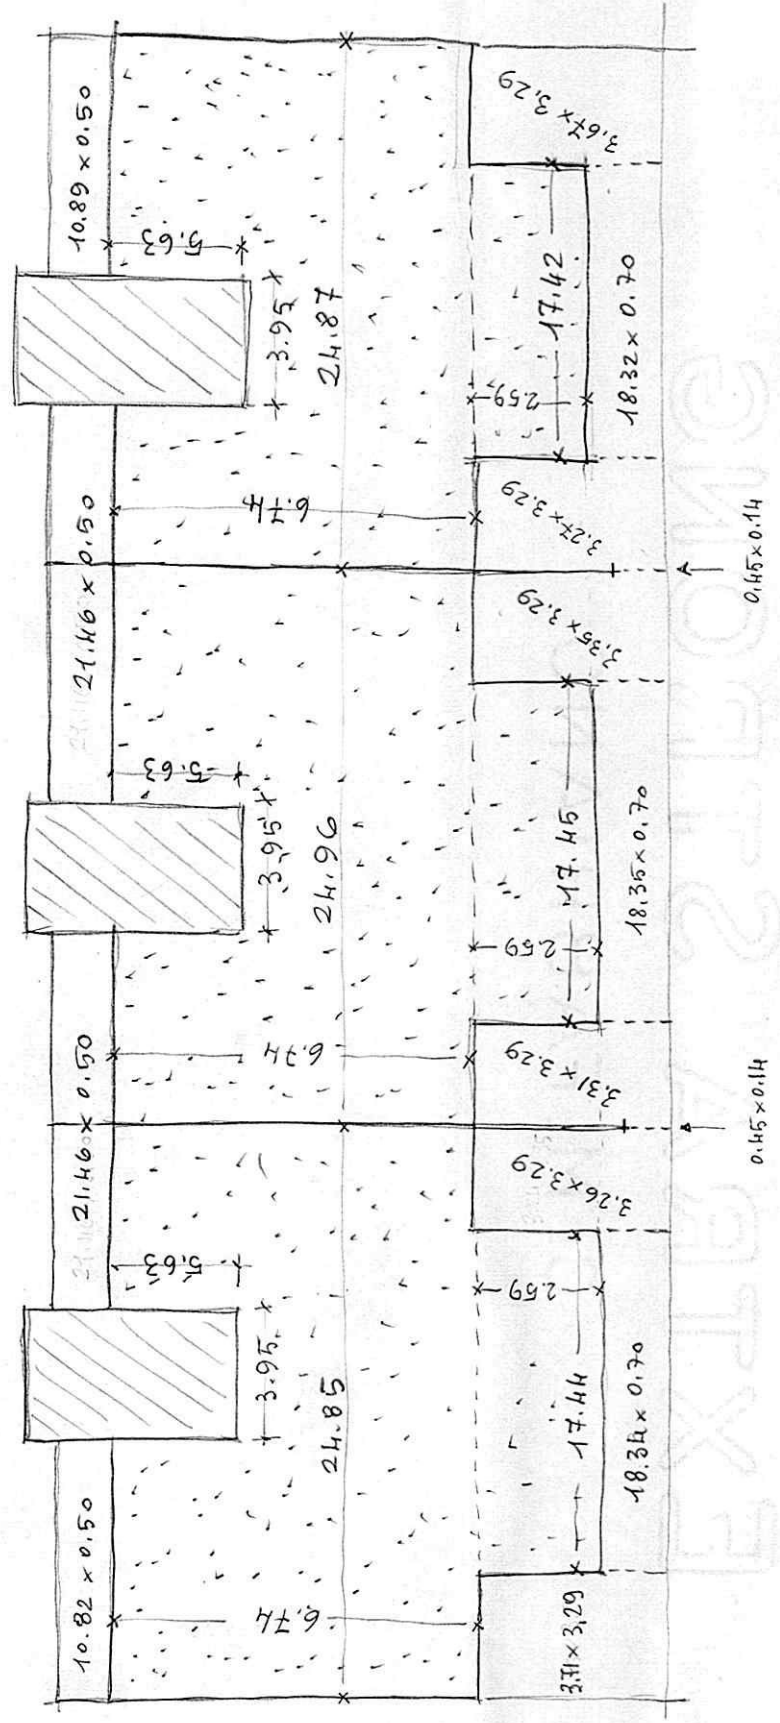 10.82 x 0.50
21.46 x 0.50
21.46 x 0.50
10.89 x 0.50
5.63
5.63
5.63
3.95
3.95
3.95
24.85
24.96
24.87
6.74
6.74
6.74
2.59
2.59
2.59
17.44
17.45
17.42
3.71 x 3,29
3.26 x 3.29
3.31 x 3.29
3.35 x 3.29
3.27 x 3.29
3.67 x 3.29
18.34 x 0.70
18.35 x 0.70
18.32 x 0.70
0.45 x 0.14
0.45 x 0.14